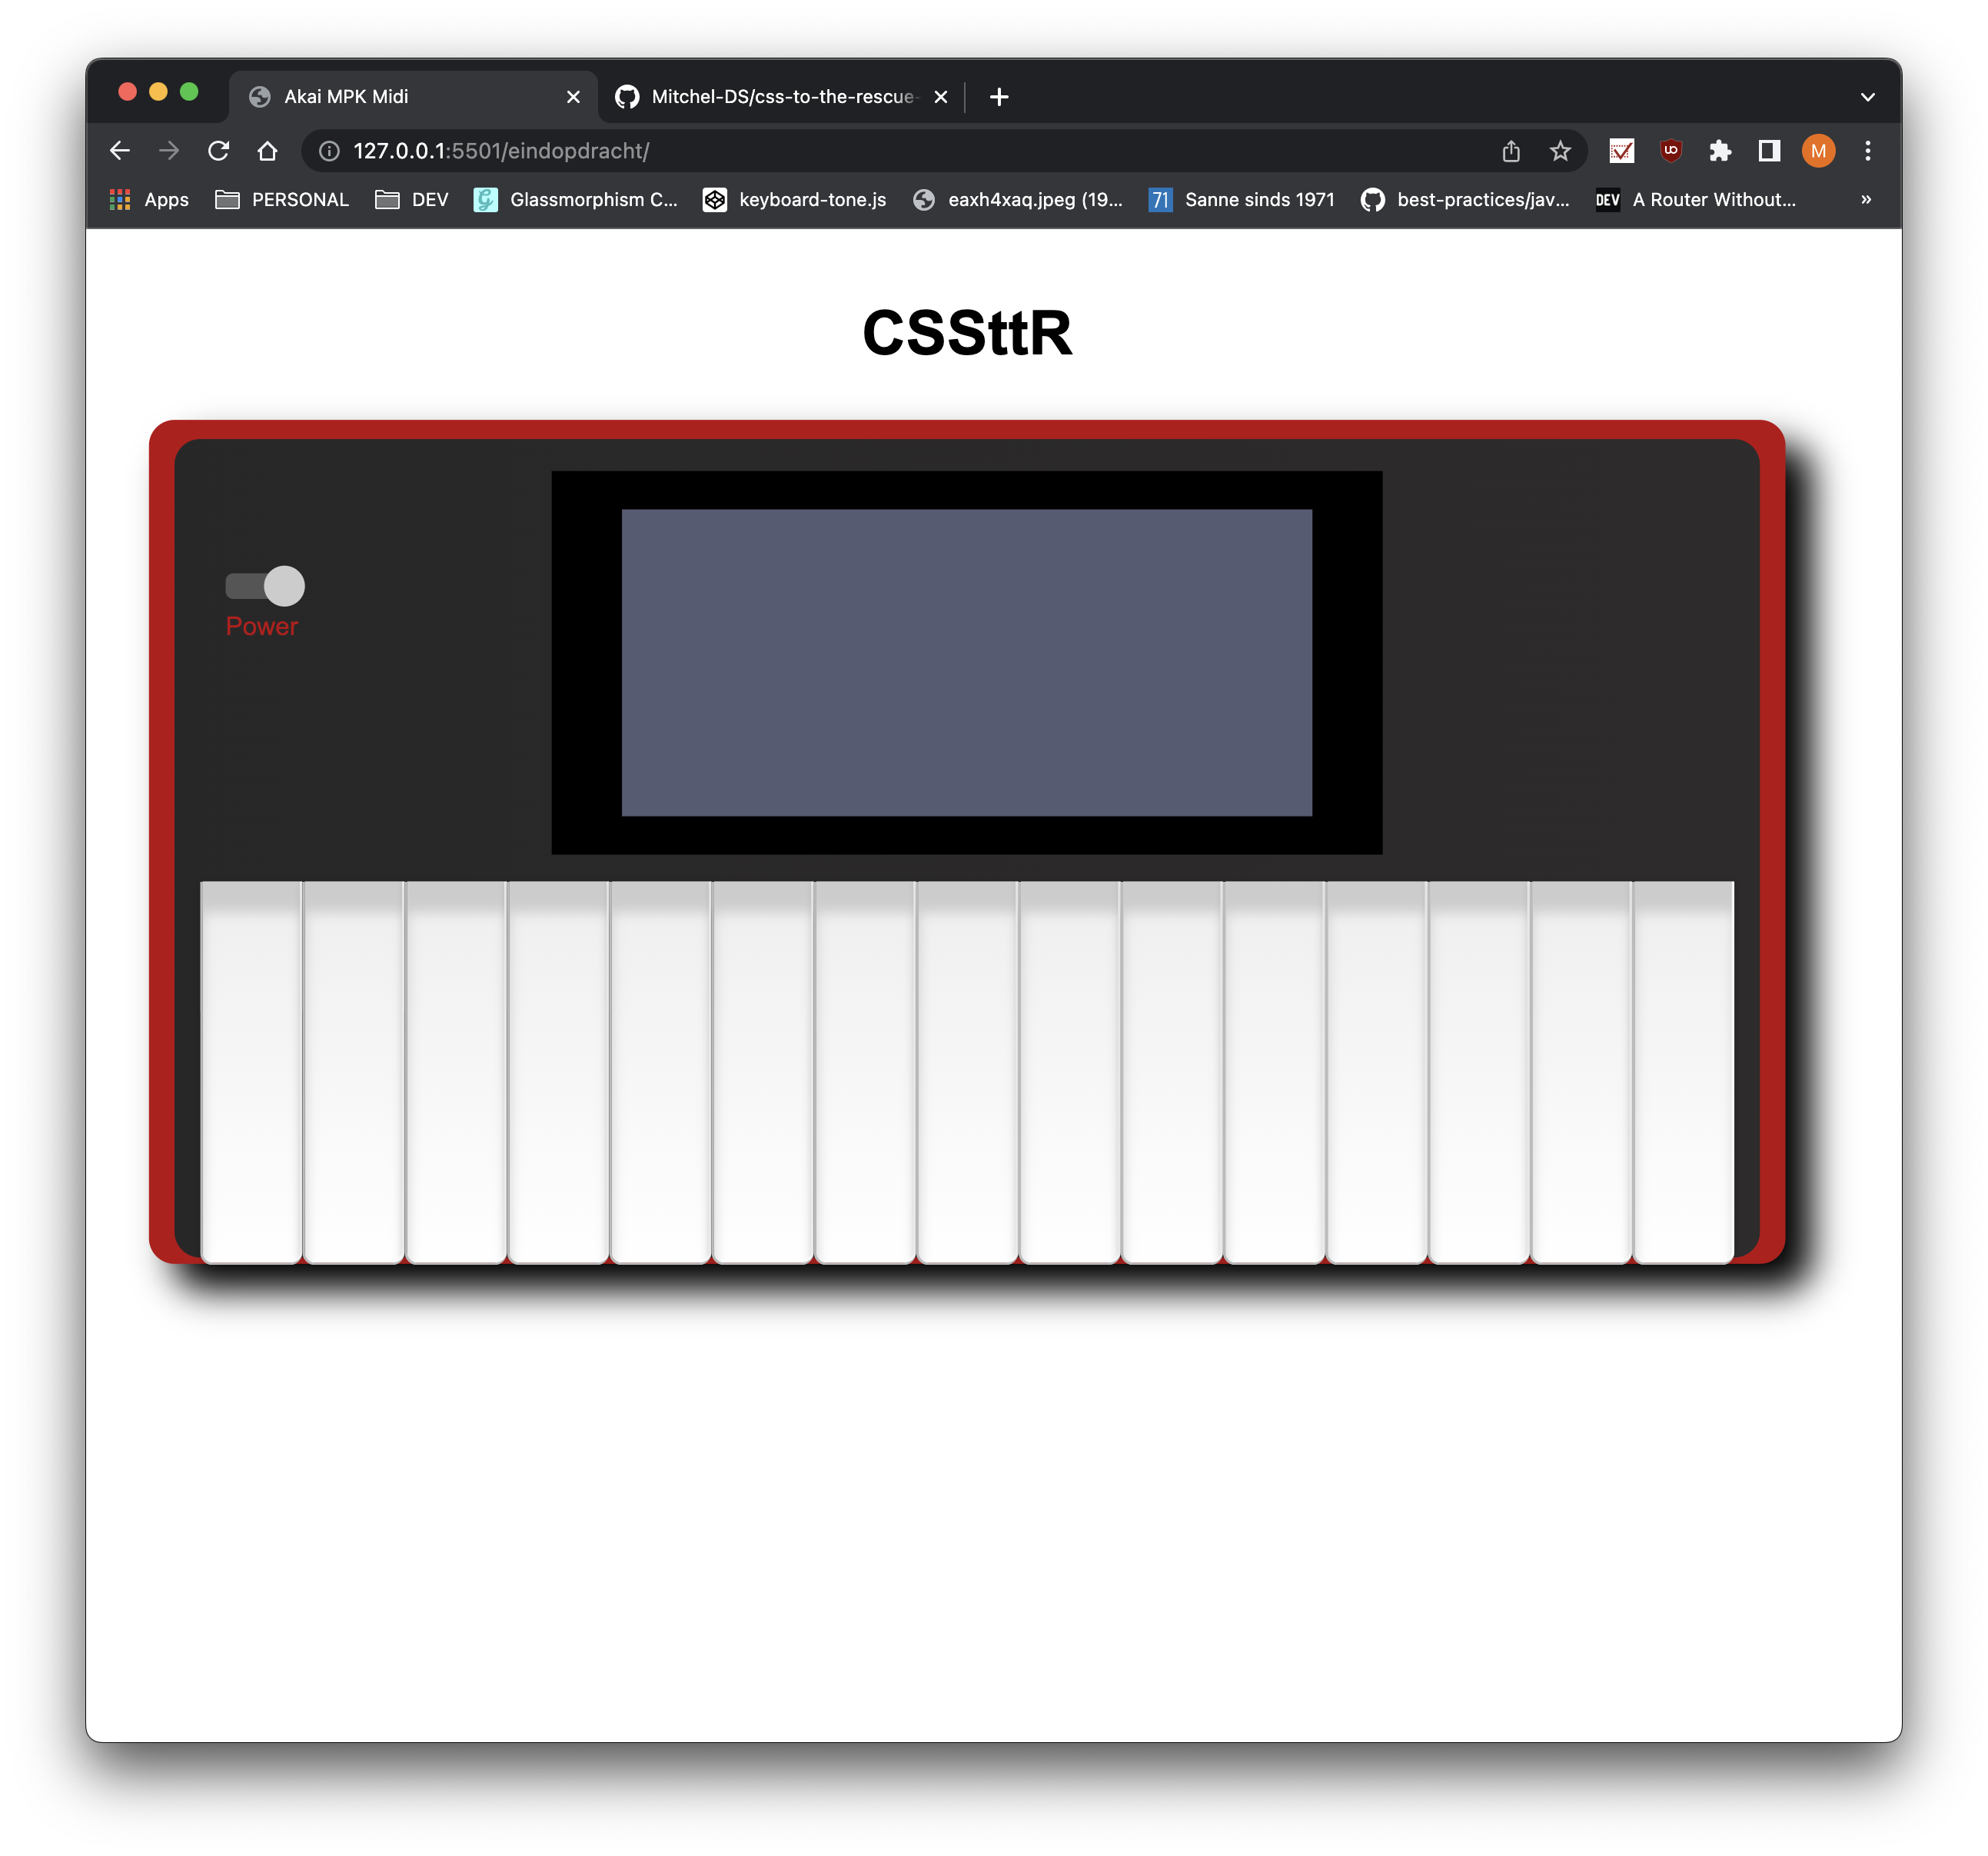 Akai MPK Midi
Mitchel-DS/css-to-the-rescue-
127.0.0.1:5501/eindopdracht/
UO
M
Apps
PERSONAL
DEV
G
Glassmorphism C...
keyboard-tone.js
eaxh4xaq.jpeg (19...
71
Sanne sinds 1971
best-practices/jav...
DEV
A Router Without...
»
CSSttR
Power